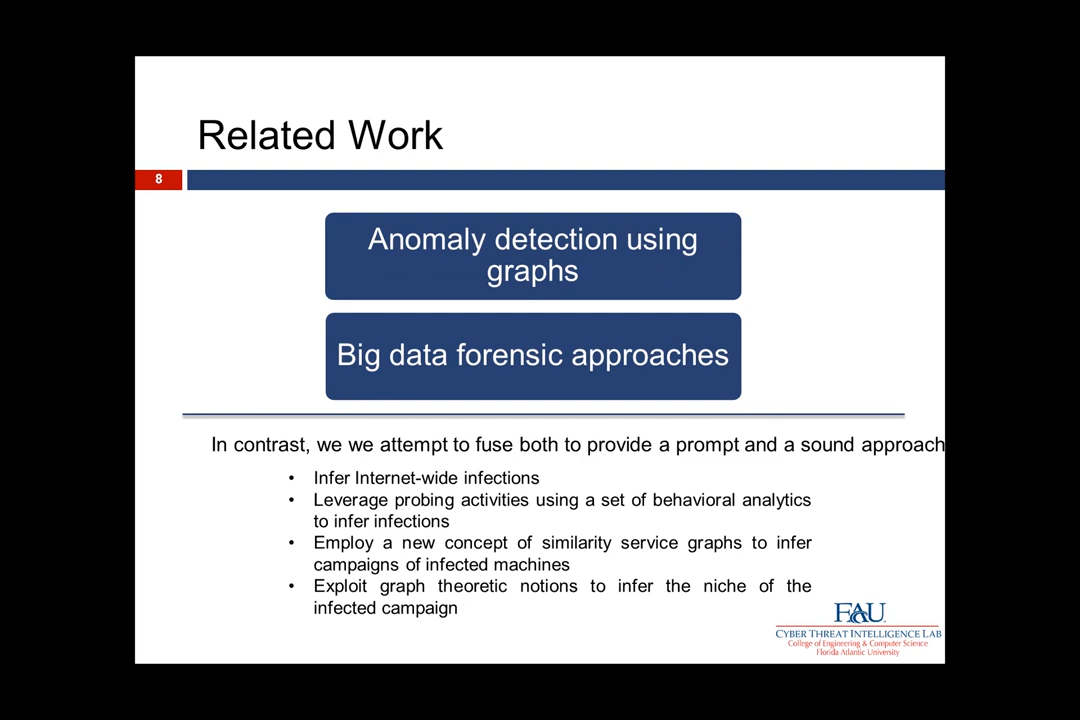 Related Work
8
Anomaly detection using
graphs
Big data forensic approaches
In contrast, we we attempt to fuse both to provide a prompt and a sound approach
• Infer Internet-wide infections
• Leverage probing activities using a set of behavioral analytics
to infer infections
• Employ a new concept of similarity service graphs to infer
campaigns of infected machines
• Exploit graph theoretic notions to infer the niche of the
infected campaign
FAU
CYBER THREAT INTELLIGENCE LAB
College of Engineering & Computer Science
Florida Atlantic University